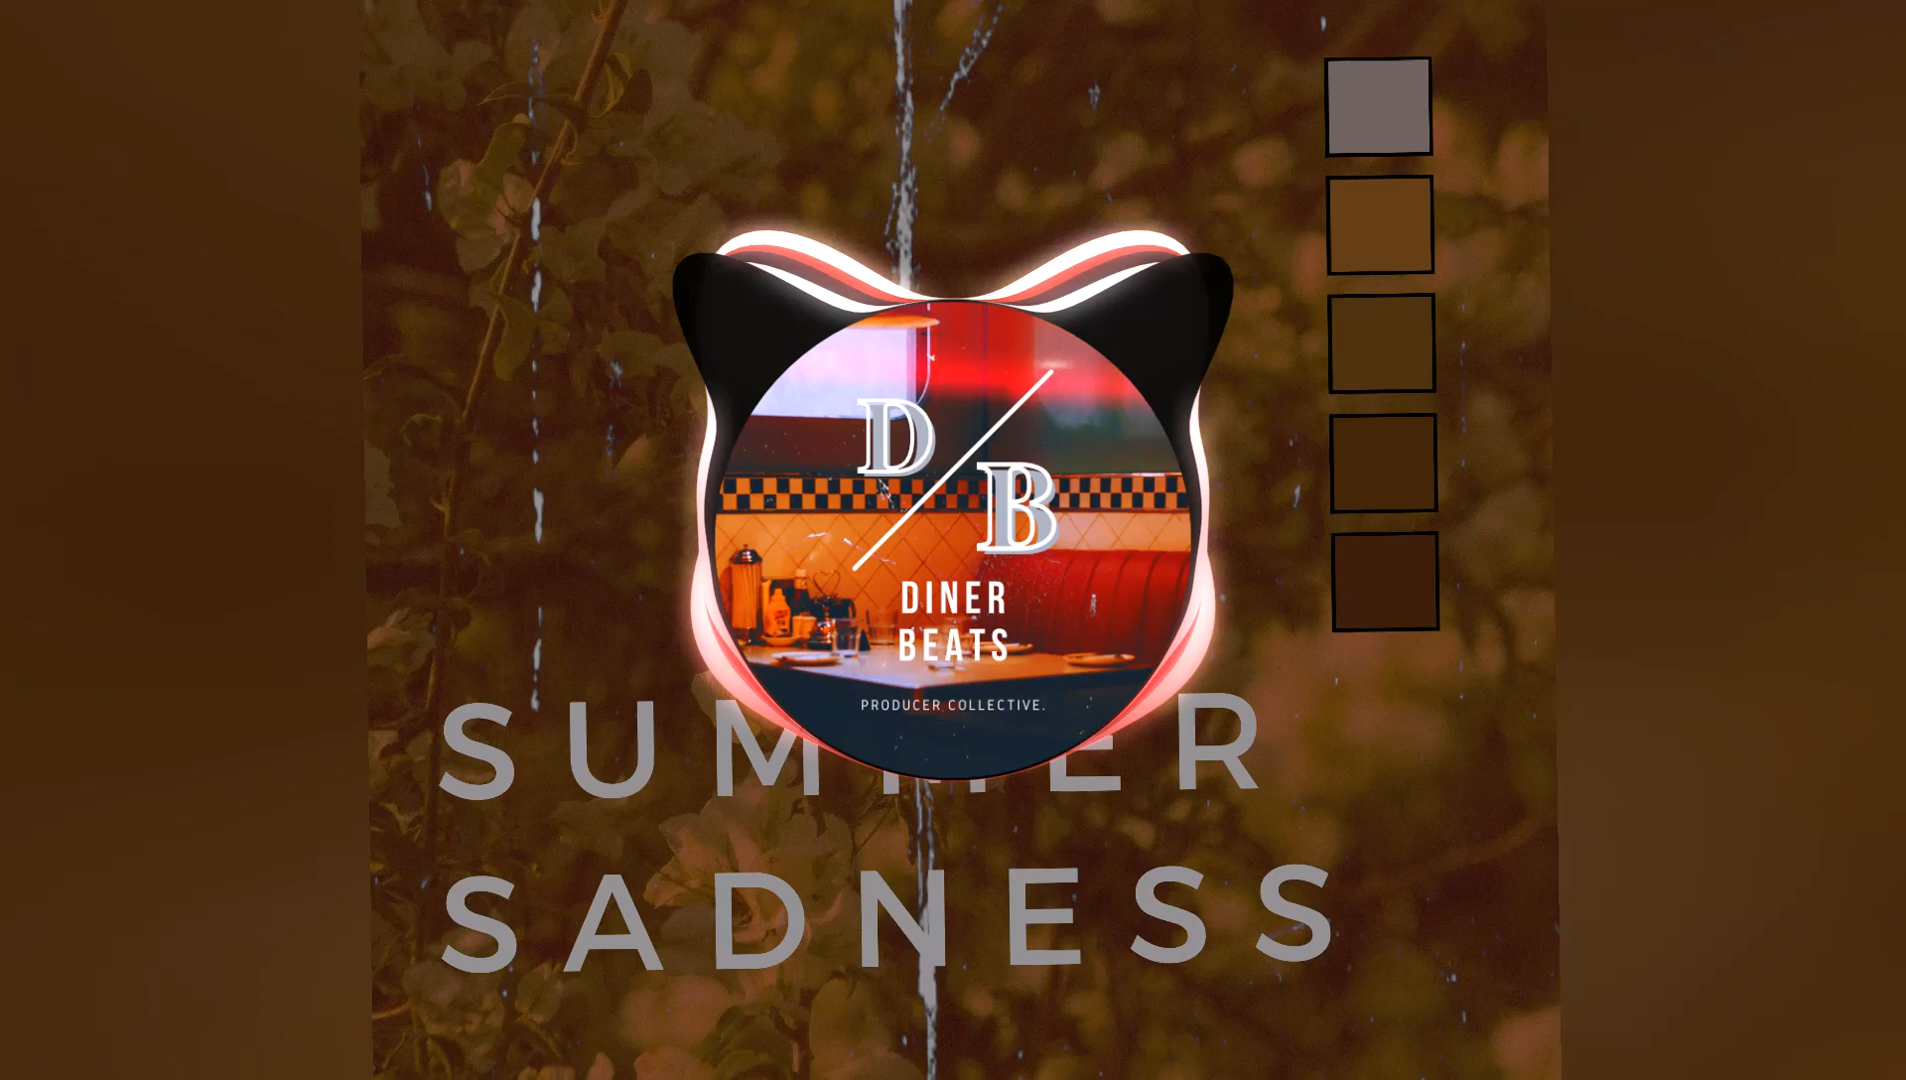 D
B
DINER
BEATS
PRODUCER COLLECTIVE.
SUMMER
SADNESS